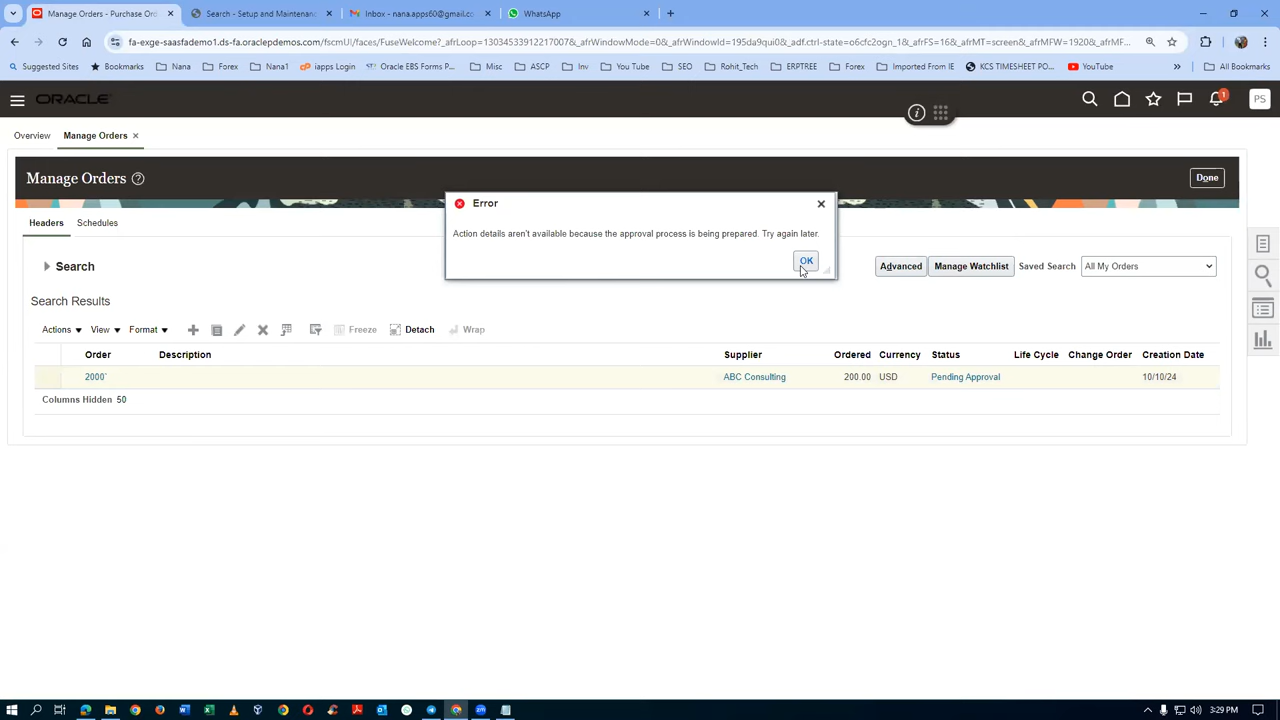 Manage Orders - Purchase Ord
Search - Setup and Maintenanc
Inbox - nana.apps60@gmail.co
WhatsApp
fa-exge-saasfademo1.ds-fa.oraclepdemos.com/fscmUI/faces/FuseWelcome?_afrLoop=13034533912217007&_afrWindowMode=0&_afrWindowId=195da9qui0&_adf.ctrl-state=o6cfz2ogn_1&_afrFS=16&_afrMT=screen&_afrMFW=1920&_afrM...
Suggested Sites Bookmarks Nana Forex Nana1 iapps Login Oracle EBS Forms P... Misc ASCP Inv You Tube SEO Rohit_Tech ERPTREE Forex Imported From IE KCS TIMESHEET PO... YouTube » All Bookmarks
ORACLE
1
PS
Overview Manage Orders
Manage Orders
Done
Error
Action details aren't available because the approval process is being prepared. Try again later.
OK
Headers Schedules
Search
Advanced Manage Watchlist Saved Search All My Orders
Search Results
Actions View Format Freeze Detach Wrap
Order Description Supplier Ordered Currency Status Life Cycle Change Order Creation Date
2000 ABC Consulting 200.00 USD Pending Approval 10/10/24
Columns Hidden 50
3:29 PM